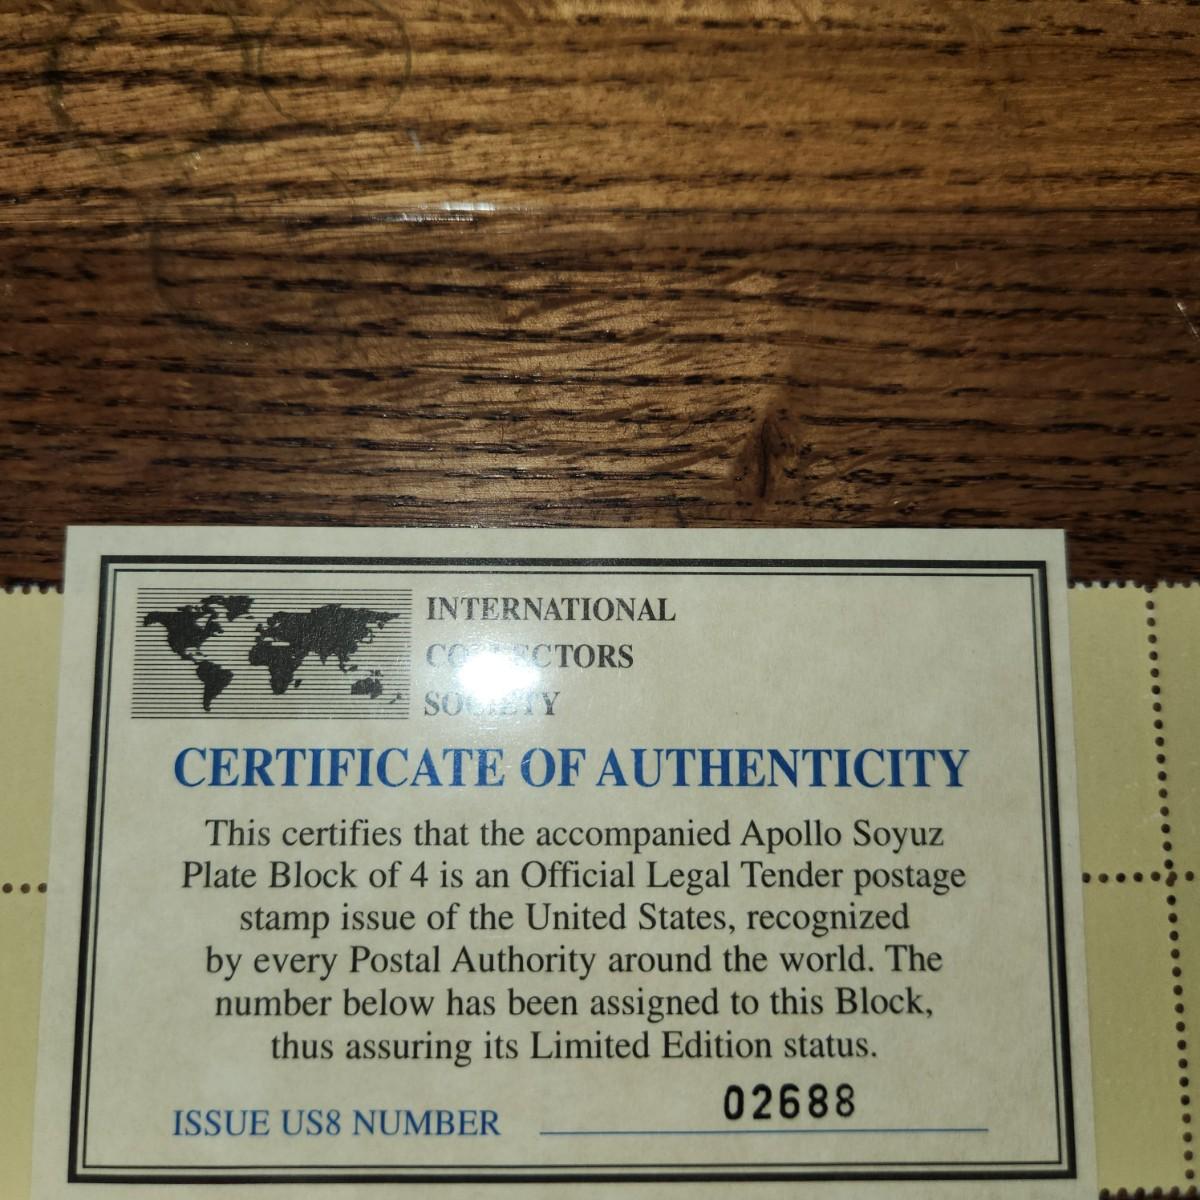 INTERNATIONAL
COLLECTORS
SOCIETY
CERTIFICATE OF AUTHENTICITY
This certifies that the accompanied Apollo Soyuz
Plate Block of 4 is an Official Legal Tender postage
stamp issue of the United States, recognized
by every Postal Authority around the world. The
number below has been assigned to this Block,
thus assuring its Limited Edition status.
ISSUE US8 NUMBER 02688